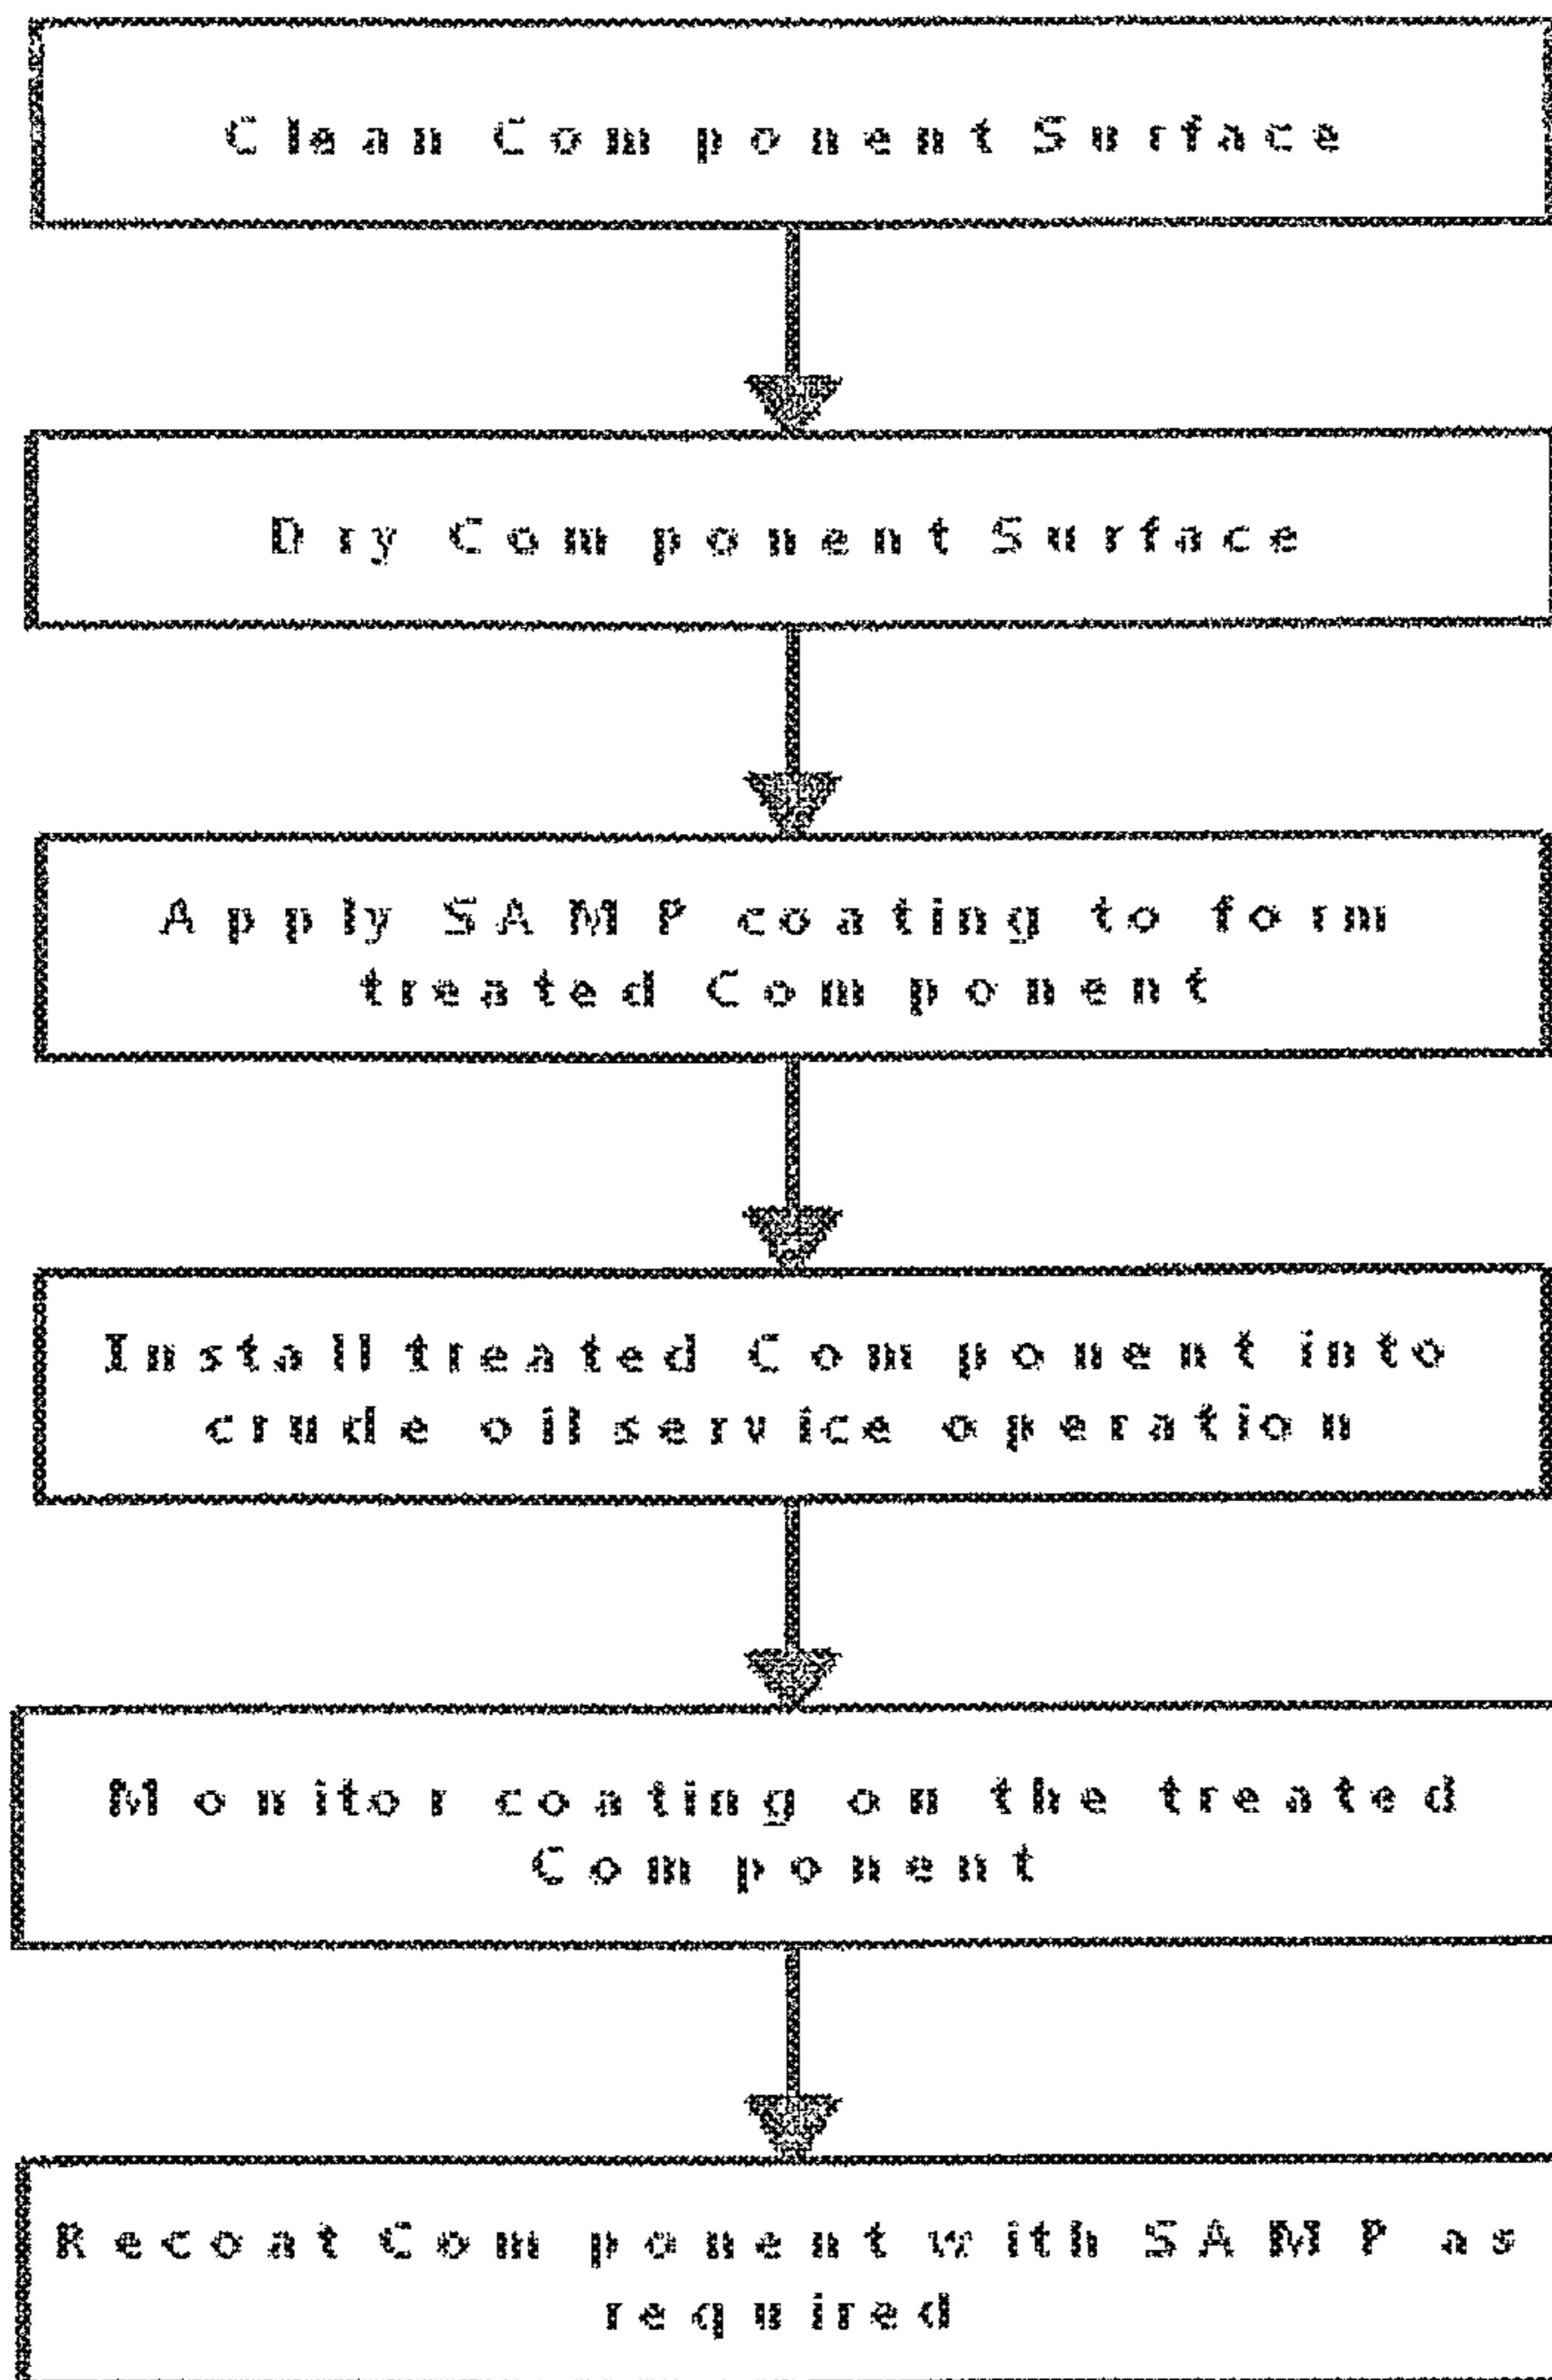 Clean Component Surface
Dry Component Surface
Apply SAMP coating to form
treated Component
Install treated Component into
crude oil service operation
Monitor coating on the treated
Component
Recoat Component with SAMP as
required